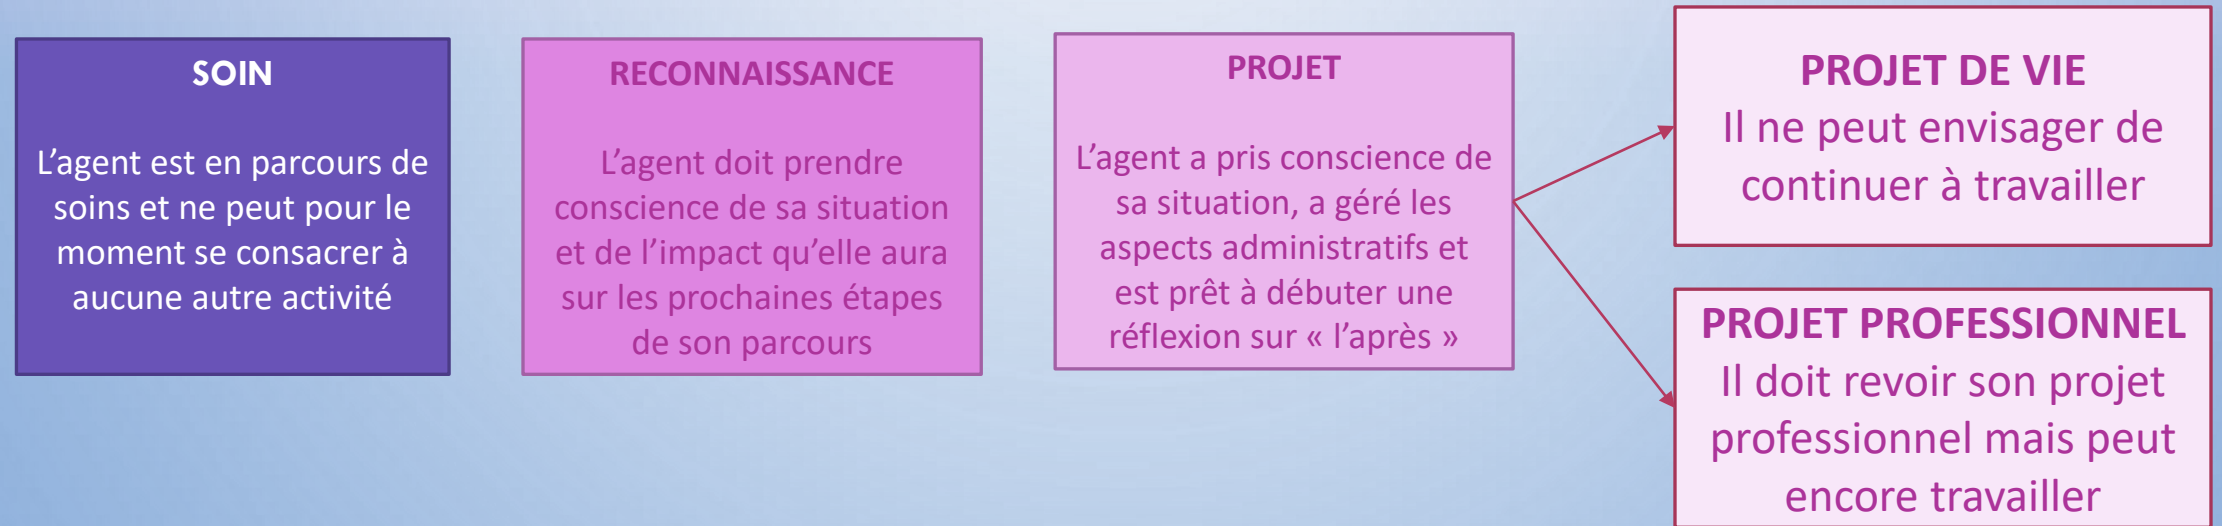 SOIN
L’agent est en parcours de
soins et ne peut pour le
moment se consacrer à
aucune autre activité
RECONNAISSANCE
L’agent doit prendre
conscience de sa situation
et de l’impact qu’elle aura
sur les prochaines étapes
de son parcours
PROJET
L’agent a pris conscience de
sa situation, a géré les
aspects administratifs et
est prêt à débuter une
réflexion sur « l’après »
PROJET DE VIE
Il ne peut envisager de
continuer à travailler
PROJET PROFESSIONNEL
Il doit revoir son projet
professionnel mais peut
encore travailler